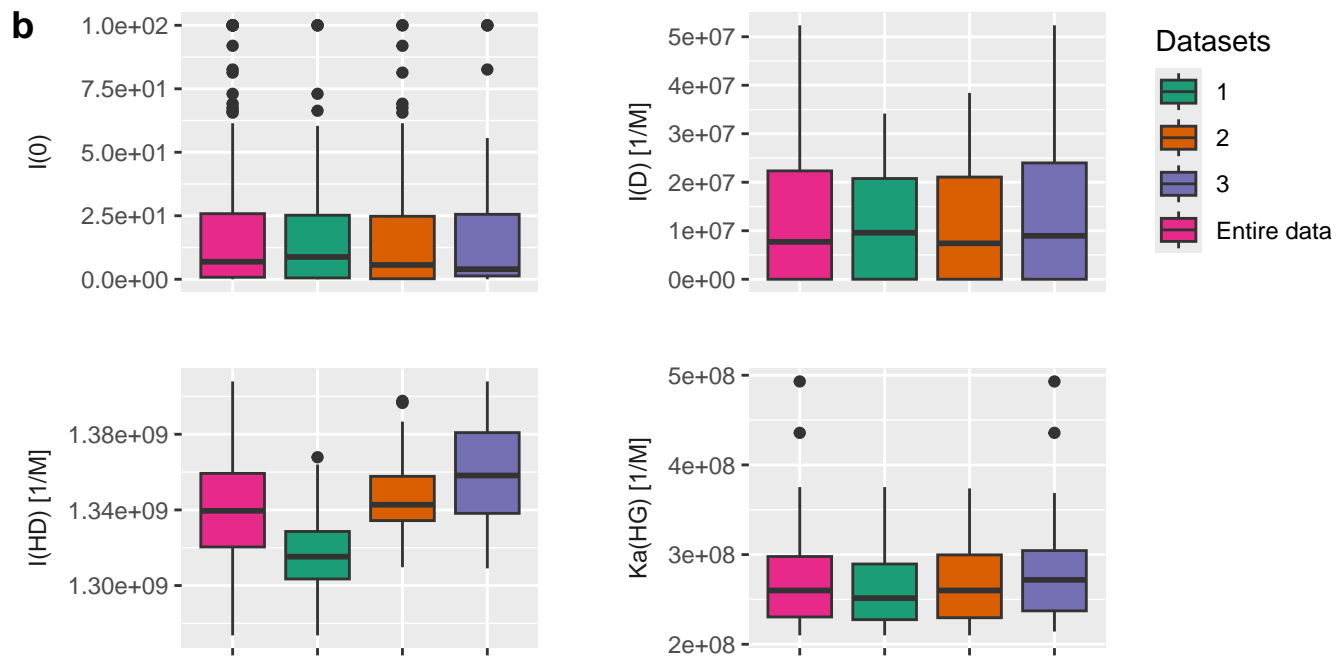 b
I(0)
1.0e+02
7.5e+01
5.0e+01
2.5e+01
0.0e+00
I(D) [1/M]
5e+07
4e+07
3e+07
2e+07
1e+07
0e+00
Datasets
1
2
3
Entire data
I(HD) [1/M]
1.38e+09
1.34e+09
1.30e+09
Ka(HG) [1/M]
5e+08
4e+08
3e+08
2e+08